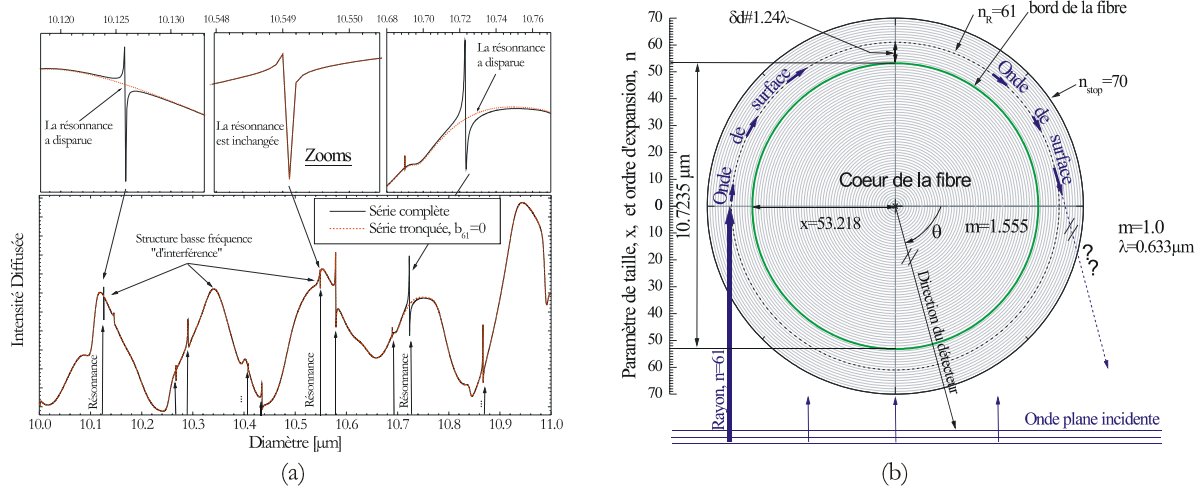 10.120
10.125
10.130
10.548
10.549
10.550
10.68
10.70
10.72
10.74
10.76
La
résonnance
a disparue
La résonnance
a disparue
La résonnance
est inchangée
Zooms
La résonnance
a disparue
Série complète
Série tronquée, b61=0
Structure basse fréquence
"d'interférence"
Intensité Diffusée
Résonnance
...
Résonnance
Résonnance
...
10.0
10.1
10.2
10.3
10.4
10.5
10.6
10.7
10.8
10.9
11.0
Diamètre [µm]
(a)
Paramètre de taille, x, et ordre d'expansion, n
70
60
50
40
30
20
10
0
10
20
30
40
50
60
70
10.7235 µm
δd#1.24λ
nR=61
bord de la fibre
nstop=70
Onde de surface
Onde de surface
Coeur de la fibre
x=53.218
θ
m=1.555
m=1.0
λ=0.633µm
??
Direction du détecteur
Rayon, n=61
Onde plane incidente
(b)